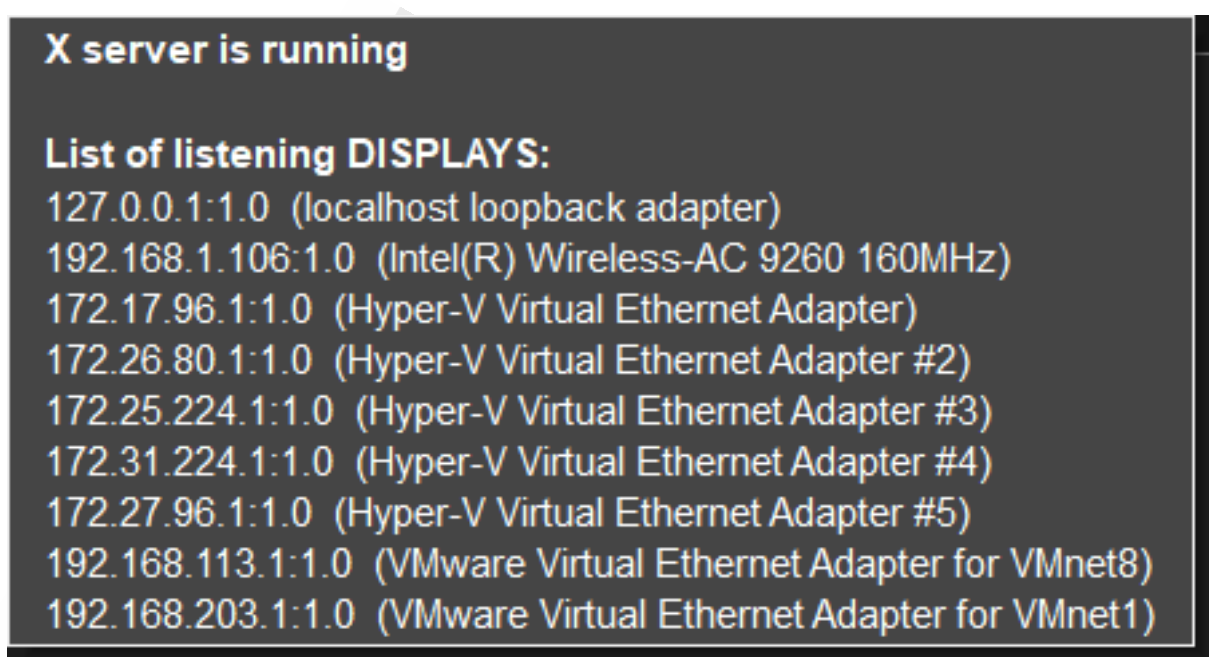 X server is running
List of listening DISPLAYS:
127.0.0.1:1.0 (localhost loopback adapter)
192.168.1.106:1.0 (Intel(R) Wireless-AC 9260 160MHz)
172.17.96.1:1.0 (Hyper-V Virtual Ethernet Adapter)
172.26.80.1:1.0 (Hyper-V Virtual Ethernet Adapter #2)
172.25.224.1:1.0 (Hyper-V Virtual Ethernet Adapter #3)
172.31.224.1:1.0 (Hyper-V Virtual Ethernet Adapter #4)
172.27.96.1:1.0 (Hyper-V Virtual Ethernet Adapter #5)
192.168.113.1:1.0 (VMware Virtual Ethernet Adapter for VMnet8)
192.168.203.1:1.0 (VMware Virtual Ethernet Adapter for VMnet1)